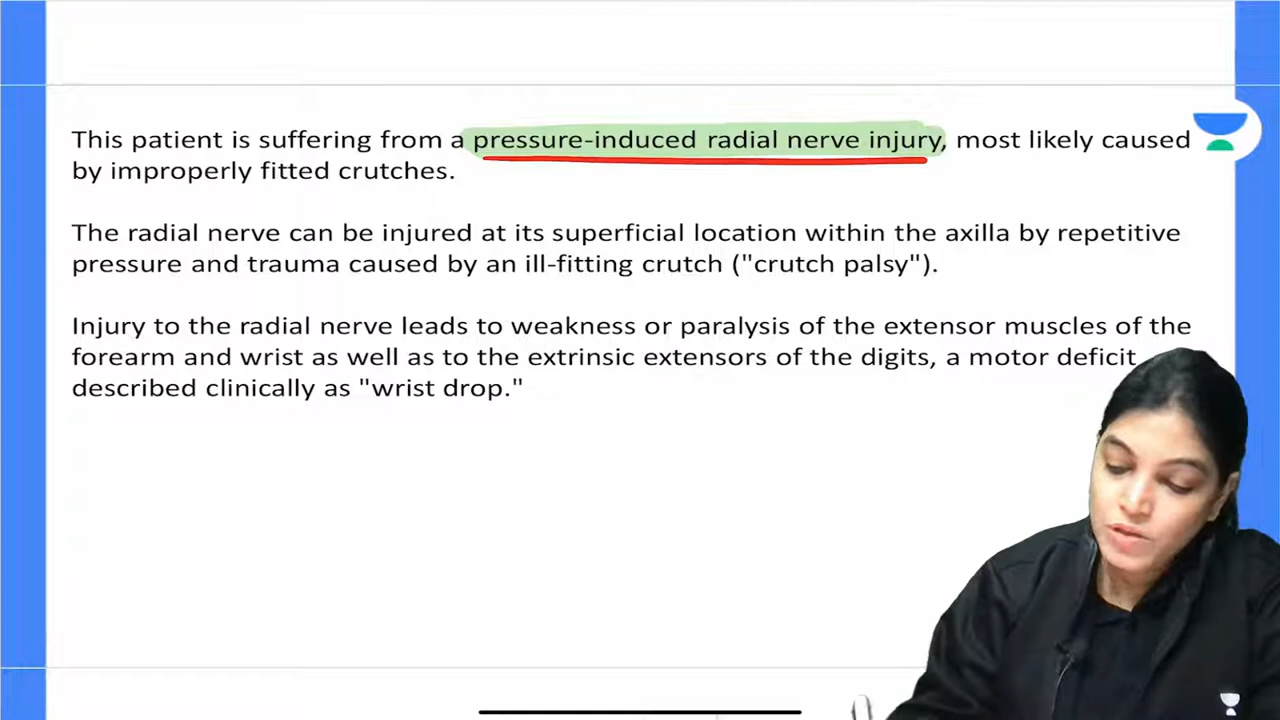 This patient is suffering from a pressure-induced radial nerve injury, most likely caused
by improperly fitted crutches.
The radial nerve can be injured at its superficial location within the axilla by repetitive
pressure and trauma caused by an ill-fitting crutch ("crutch palsy").
Injury to the radial nerve leads to weakness or paralysis of the extensor muscles of the
forearm and wrist as well as to the extrinsic extensors of the digits, a motor deficit
described clinically as "wrist drop."